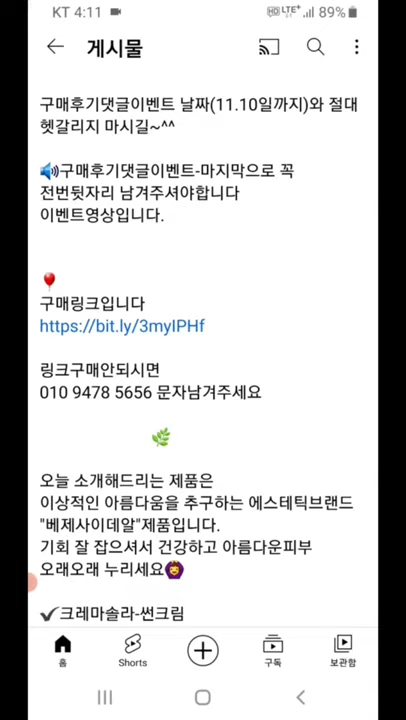 KT 4:11
LTE+ 89%
게시물
구매후기댓글이벤트 날짜(11.10일까지)와 절대
헷갈리지 마시길~^^
구매후기댓글이벤트-마지막으로 꼭
전번뒷자리 남겨주셔야합니다
이벤트영상입니다.
구매링크입니다
https://bit.ly/3mylPHf
링크구매안되시면
010 9478 5656 문자남겨주세요
오늘 소개해드리는 제품은
이상적인 아름다움을 추구하는 에스테틱브랜드
"베제사이데알"제품입니다.
기회 잘 잡으셔서 건강하고 아름다운피부
오래오래 누리세요
✔크레마솔라-썬크림
홈 Shorts 구독 보관함